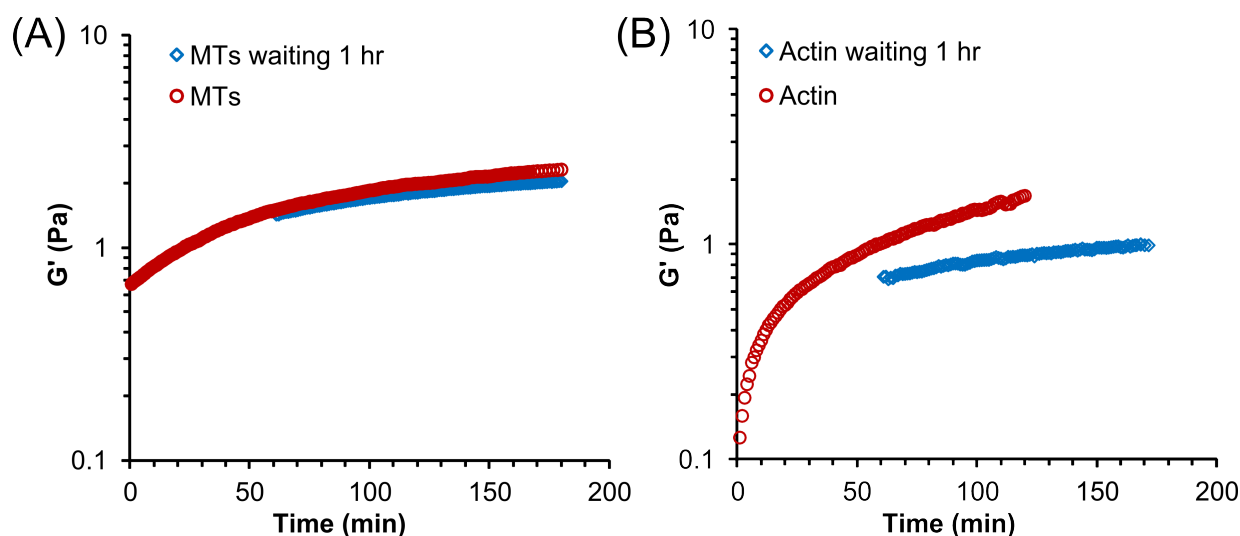 (A)
10
MTs waiting 1 hr
MTs
G' (Pa)
1
0.1
0 50 100 150 200
Time (min)
(B)
10
Actin waiting 1 hr
Actin
G' (Pa)
1
0.1
0 50 100 150 200
Time (min)